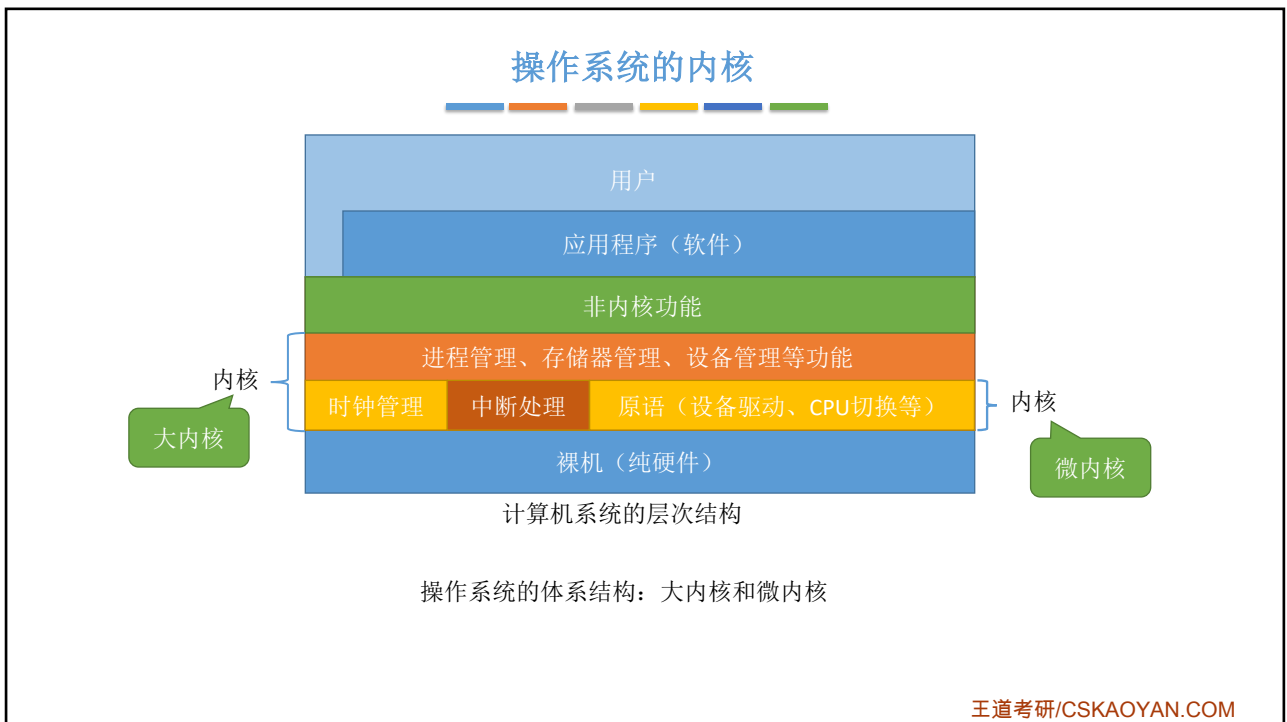 操作系统的内核
用户
应用程序（软件）
非内核功能
进程管理、存储器管理、设备管理等功能
内核
时钟管理
中断处理
原语（设备驱动、CPU切换等）
内核
大内核
裸机（纯硬件）
微内核
计算机系统的层次结构
操作系统的体系结构：大内核和微内核
王道考研/CSKAOYAN.COM